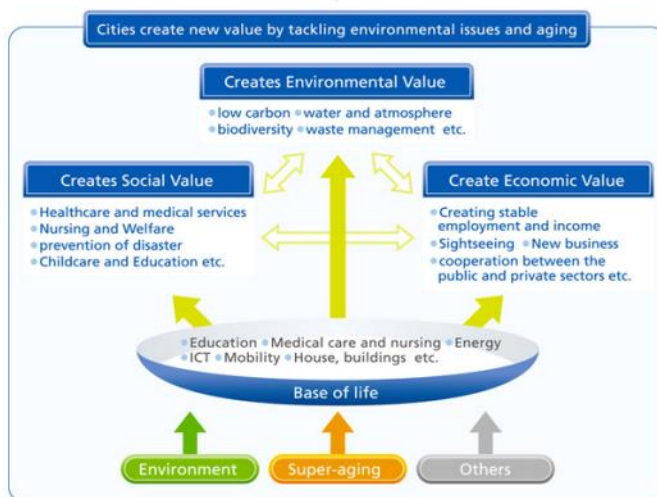 Cities create new value by tackling environmental issues and aging
Creates Environmental Value
low carbon water and atmosphere
biodiversity waste management etc.
Creates Social Value
Healthcare and medical services
Nursing and Welfare
prevention of disaster
Childcare and Education etc.
Create Economic Value
Creating stable
employment and income
Sightseeing New business
cooperation between the
public and private sectors etc.
Education Medical care and nursing Energy
ICT Mobility House, buildings etc.
Base of life
Environment
Super-aging
Others